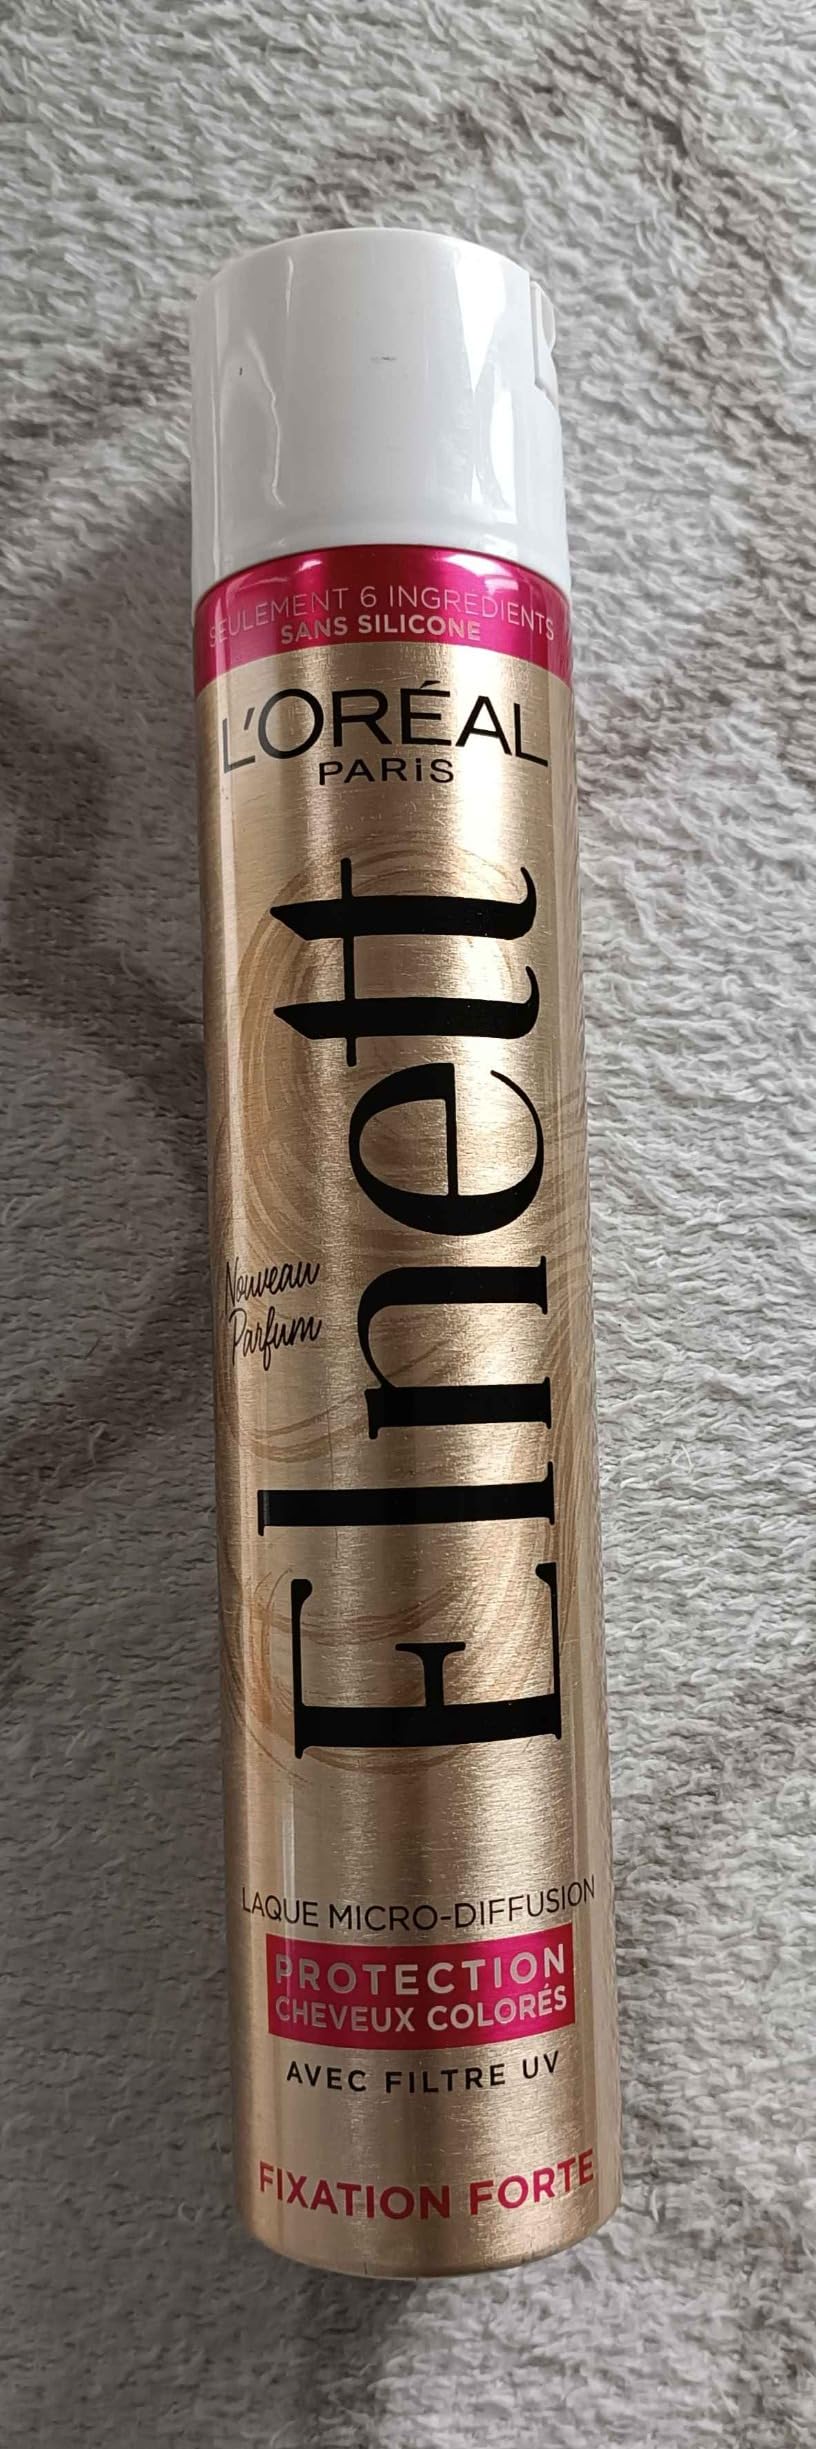 SEULEMENT 6 INGREDIENTS
SANS SILICONE
L'ORÉAL
PARiS
Elnett
Nouveau
Parfum
LAQUE MICRO-DIFFUSION
PROTECTION
CHEVEUX COLORÉS
AVEC FILTRE UV
FIXATION FORTE